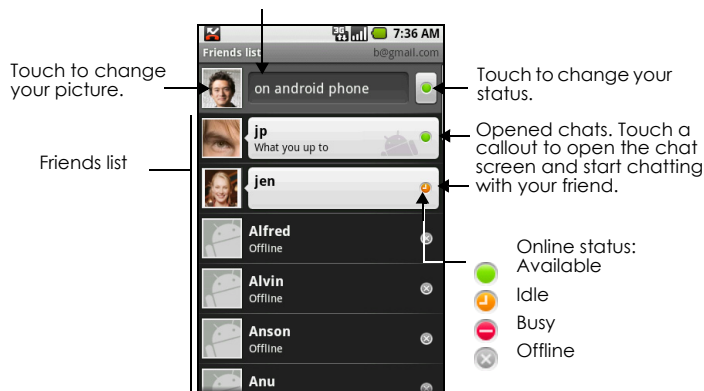 3G
7:36 AM
Friends list
b@gmail.com
Touch to change
your picture.
on android phone
Touch to change your
status.
jp
What you up to
Opened chats. Touch a
callout to open the chat
screen and start chatting
with your friend.
Friends list
jen
Alfred
Offline
Online status:
Available
Idle
Busy
Offline
Alvin
Offline
Anson
Offline
Anu